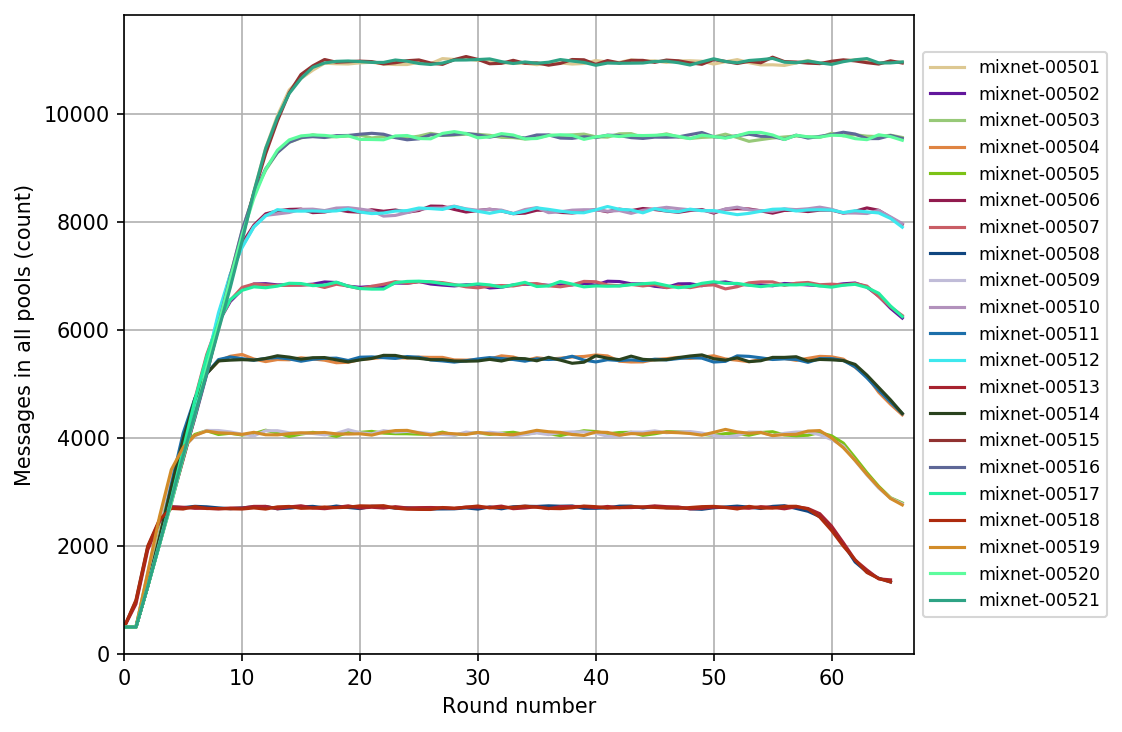 Messages in all pools (count)
10000
8000
6000
4000
2000
0
0 10 20 30 40 50 60
Round number
mixnet-00501
mixnet-00502
mixnet-00503
mixnet-00504
mixnet-00505
mixnet-00506
mixnet-00507
mixnet-00508
mixnet-00509
mixnet-00510
mixnet-00511
mixnet-00512
mixnet-00513
mixnet-00514
mixnet-00515
mixnet-00516
mixnet-00517
mixnet-00518
mixnet-00519
mixnet-00520
mixnet-00521